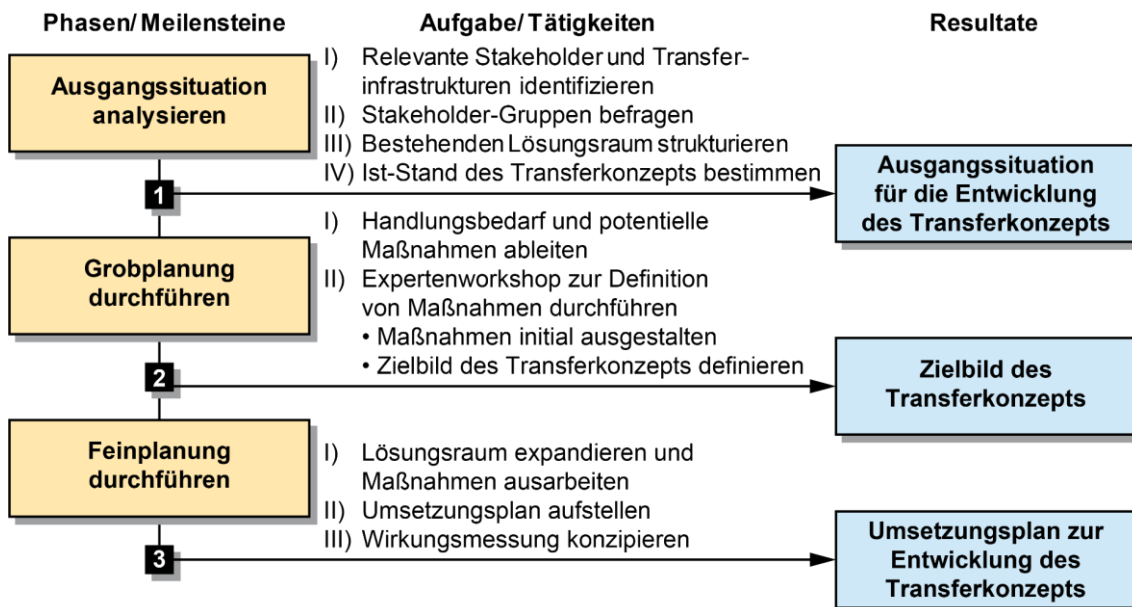 Phasen/ Meilensteine
Aufgabe/ Tätigkeiten
Resultate
Ausgangssituation
analysieren
I) Relevante Stakeholder und Transfer-
infrastrukturen identifizieren
II) Stakeholder-Gruppen befragen
III) Bestehenden Lösungsraum strukturieren
IV) Ist-Stand des Transferkonzepts bestimmen
1
Ausgangssituation
für die Entwicklung
des Transferkonzepts
Grobplanung
durchführen
I) Handlungsbedarf und potentielle
Maßnahmen ableiten
II) Expertenworkshop zur Definition
von Maßnahmen durchführen
• Maßnahmen initial ausgestalten
• Zielbild des Transferkonzepts definieren
2
Zielbild des
Transferkonzepts
Feinplanung
durchführen
I) Lösungsraum expandieren und
Maßnahmen ausarbeiten
II) Umsetzungsplan aufstellen
III) Wirkungsmessung konzipieren
3
Umsetzungsplan zur
Entwicklung des
Transferkonzepts